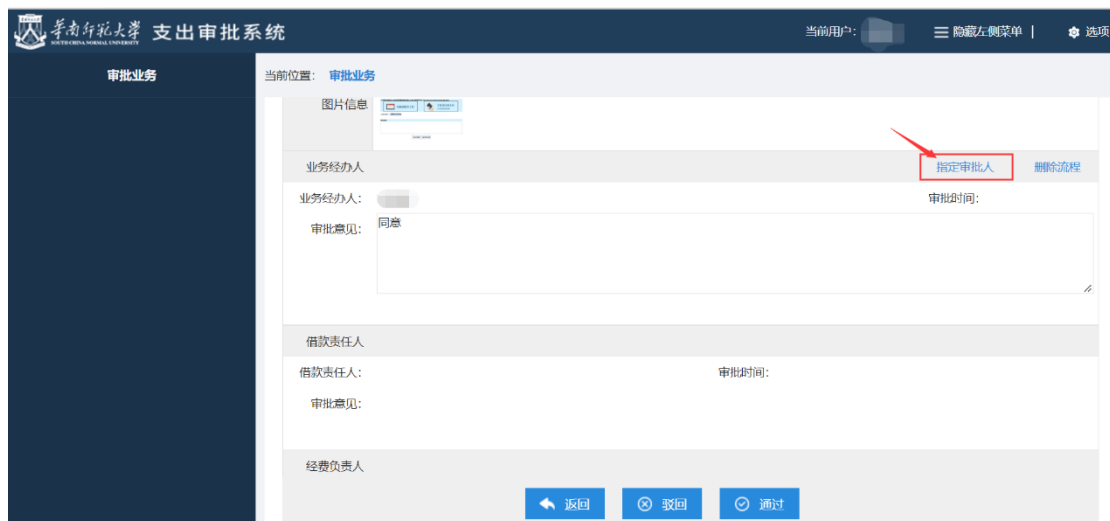 华南师范大学 支出审批系统 当前用户: 隐藏左侧菜单 | 选项
SOUTH CHINA NORMAL UNIVERSITY
审批业务 当前位置: 审批业务
图片信息
业务经办人 指定审批人 删除流程
业务经办人: 审批时间:
审批意见: 同意
借款责任人
借款责任人: 审批时间:
审批意见:
经费负责人
返回 驳回 通过